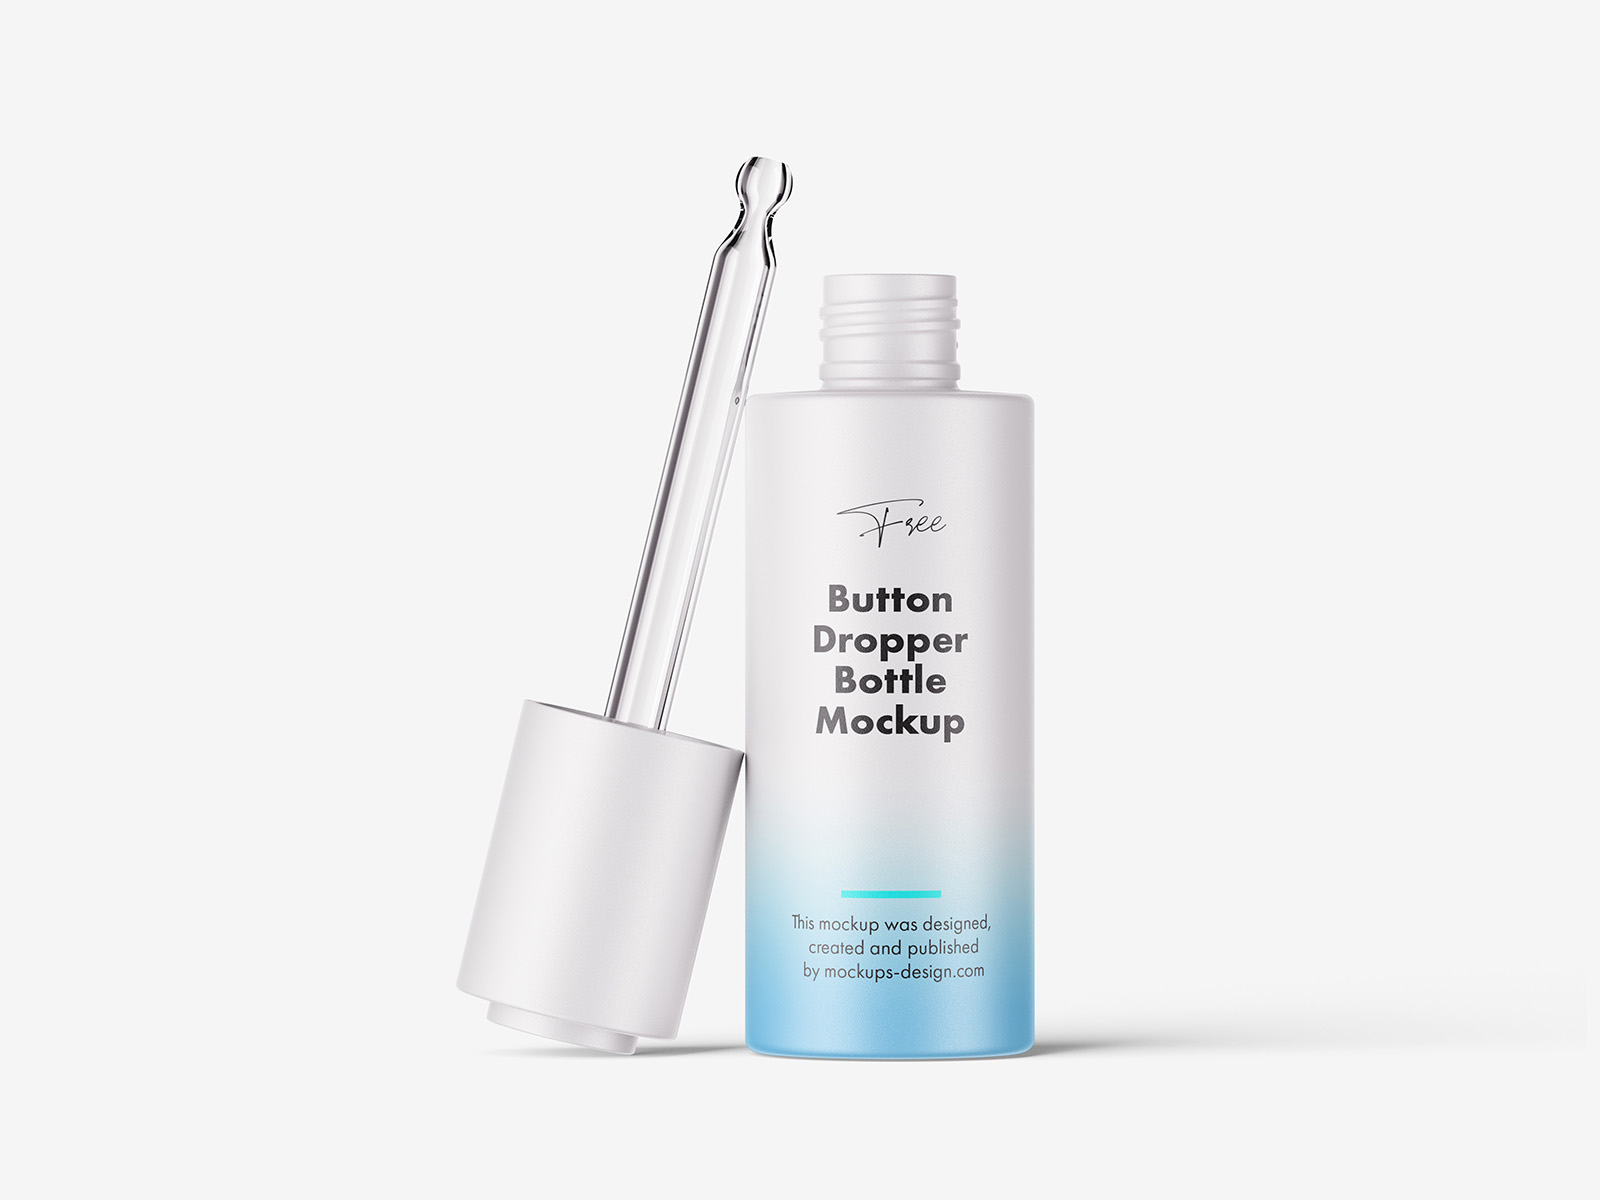 Free
Button
Dropper
Bottle
Mockup
This mockup was designed,
created and published
by mockups-design.com